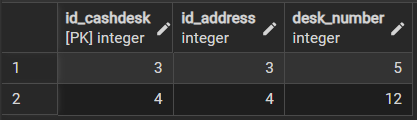 id_cashdesk id_address desk_number
[PK] integer integer integer
1 3 3 5
2 4 4 12